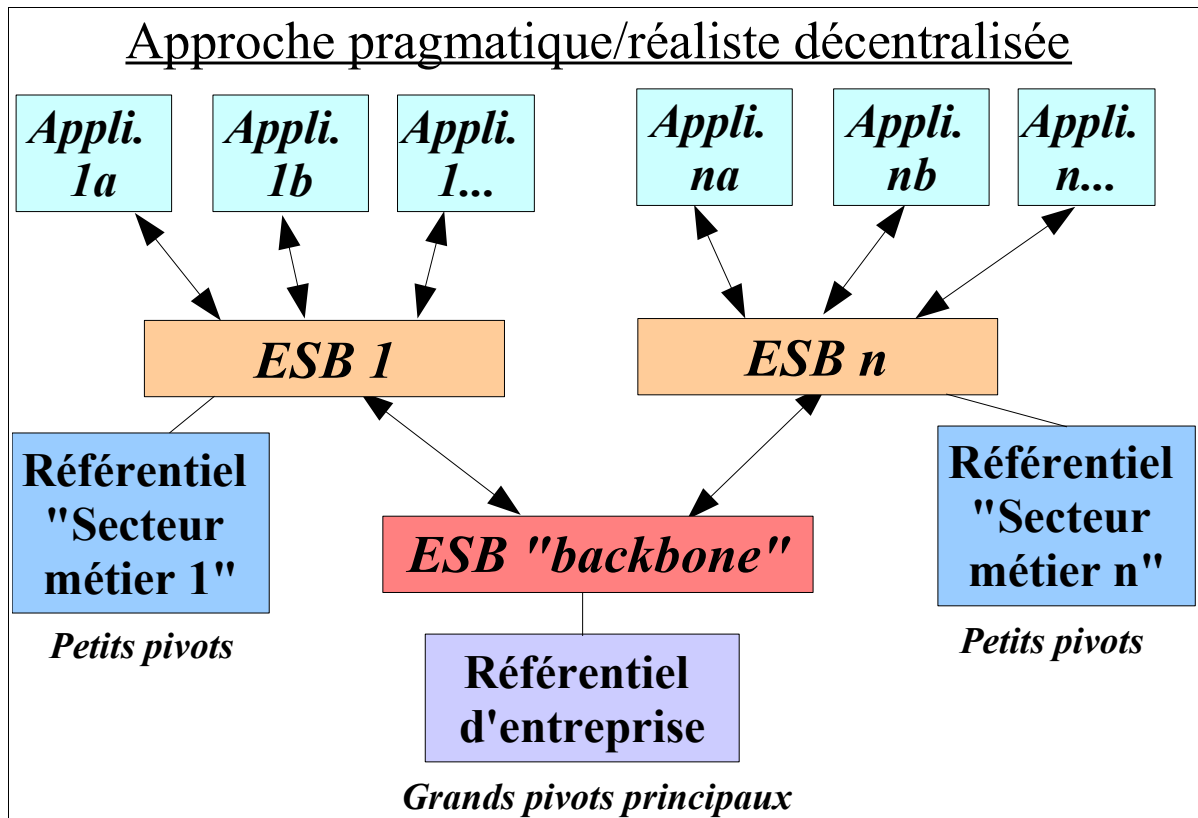 Approche pragmatique/réaliste décentralisée
Appli.
1a
Appli.
1b
Appli.
1...
Appli.
na
Appli.
nb
Appli.
n...
ESB 1
ESB n
Référentiel
"Secteur
métier 1"
Petits pivots
Référentiel
"Secteur
métier n"
Petits pivots
ESB "backbone"
Référentiel
d'entreprise
Grands pivots principaux